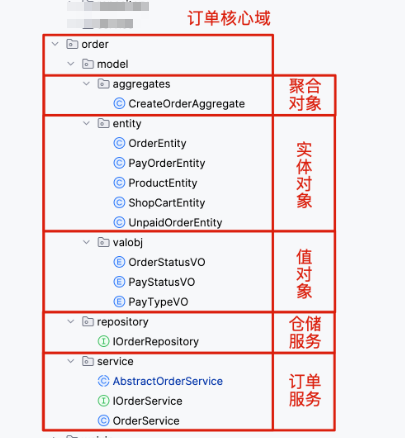 订单核心域
order
model
aggregates
CreateOrderAggregate
聚合
对象
entity
OrderEntity
PayOrderEntity
ProductEntity
ShopCartEntity
UnpaidOrderEntity
实
体
对
象
valobj
OrderStatusVO
PayStatusVO
PayTypeVO
值
对
象
repository
IOrderRepository
仓储
服务
service
AbstractOrderService
IOrderService
OrderService
订单
服务